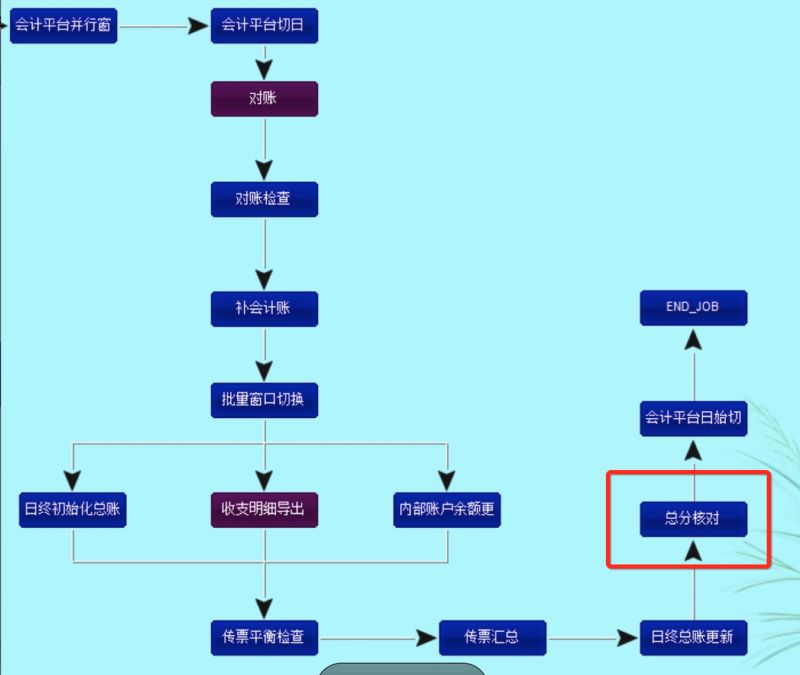 会计平台并行窗
会计平台切日
对账
对账检查
补会计账
END_JOB
批量窗口切换
会计平台日始切
日终初始化总账
收支明细导出
内部账户余额更
总分核对
传票平衡检查
传票汇总
日终总账更新